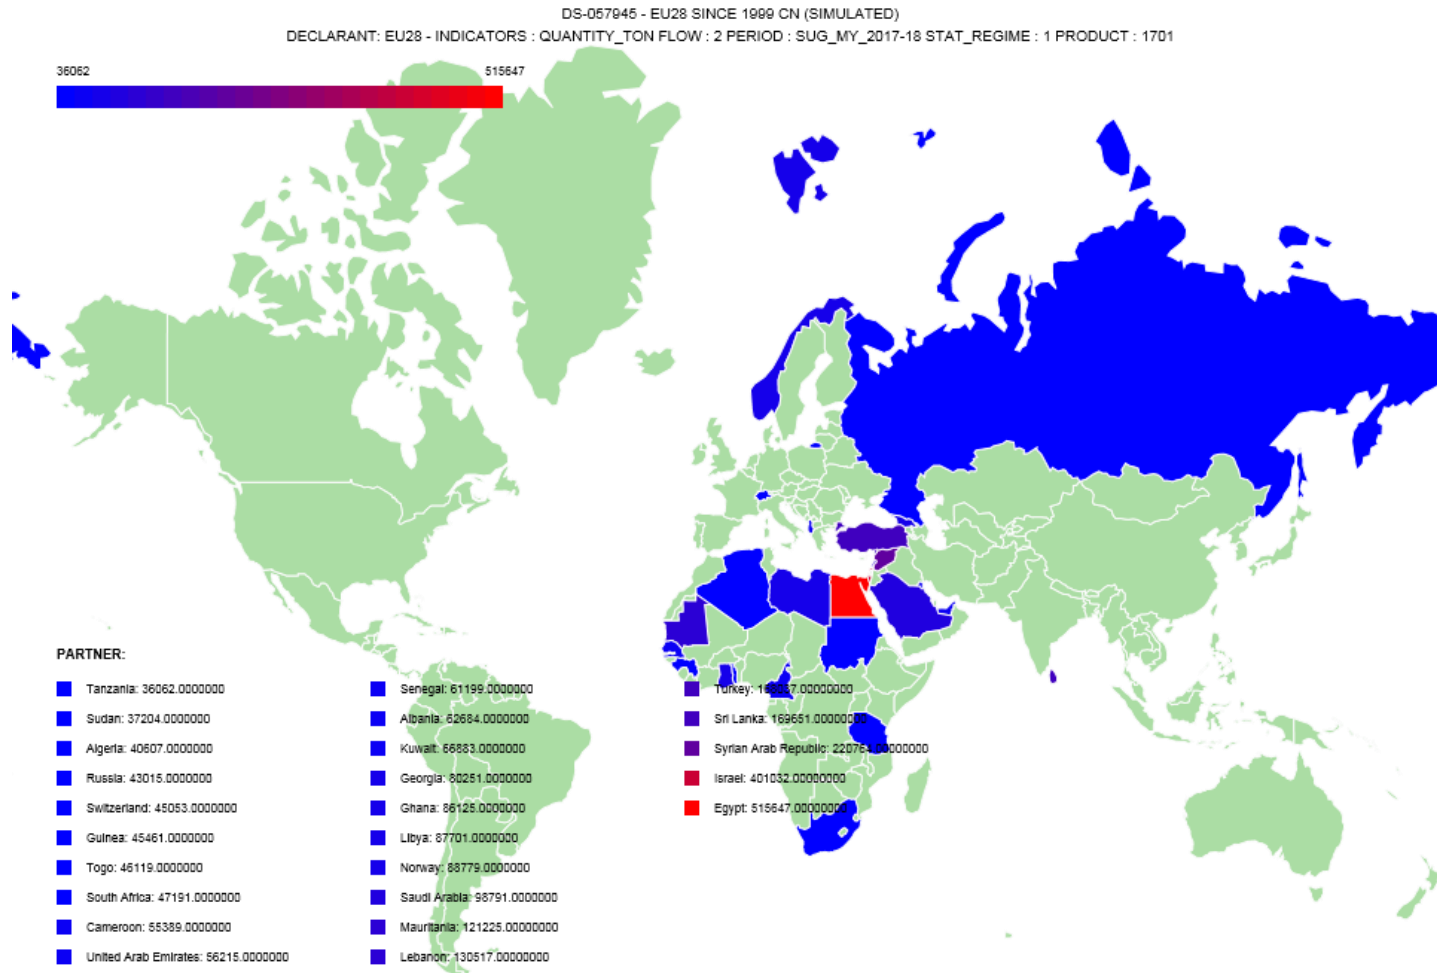 DS-057945 - EU28 SINCE 1999 CN (SIMULATED)
DECLARANT: EU28 - INDICATORS : QUANTITY_TON FLOW : 2 PERIOD : SUG_MY_2017-18 STAT_REGIME : 1 PRODUCT : 1701
36062 515647
PARTNER:
Tanzania: 36062.0000000
Sudan: 37204.0000000
Algeria: 40607.0000000
Russia: 43015.0000000
Switzerland: 45053.0000000
Guinea: 45461.0000000
Togo: 46119.0000000
South Africa: 47191.0000000
Cameroon: 55389.0000000
United Arab Emirates: 56215.0000000
Senegal: 61199.0000000
Albania: 62684.0000000
Kuwait: 66883.0000000
Georgia: 80251.0000000
Ghana: 86125.0000000
Libya: 87701.0000000
Norway: 88779.0000000
Saudi Arabia: 98791.0000000
Mauritania: 121225.00000000
Lebanon: 130517.00000000
Turkey:
Sri Lanka: 169651.00000000
Syrian Arab Republic: 220764.00000000
Israel: 401032.00000000
Egypt: 515647.00000000